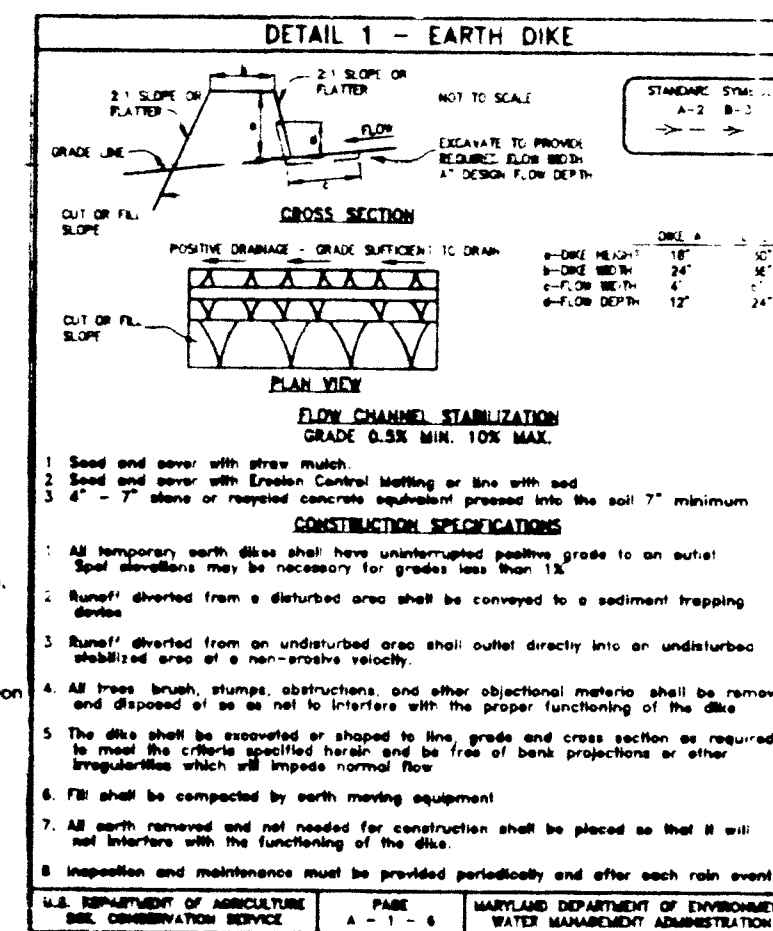 DETAIL 1 - EARTH DIKE
2:1 SLOPE OR
FLATTER
2:1 SLOPE OR
FLATTER
NOT TO SCALE
STANDARD
A-2 B-3
b
a
d
c
FLOW
GRADE LINE
EXCAVATE TO PROVIDE
REQUIRED FLOW WIDTH
AT DESIGN FLOW DEPTH
CUT OR FILL
SLOPE
CROSS SECTION
POSITIVE DRAINAGE - GRADE SUFFICIENT TO DRAIN
DIKE A
a-DIKE HEIGHT 18"
b-DIKE WIDTH 24"
c-FLOW WIDTH 4'
d-FLOW DEPTH 12" 24"
CUT OR FILL
SLOPE
PLAN VIEW
FLOW CHANNEL STABILIZATION
GRADE 0.5% MIN. 10% MAX.
1 Seed and cover with straw mulch.
2 Seed and cover with Erosion Control Matting or line with sod
3 4" - 7" stone or recycled concrete equivalent pressed into the soil 7" minimum
CONSTRUCTION SPECIFICATIONS
1 All temporary earth dikes shall have uninterrupted positive grade to an outlet
Spot elevations may be necessary for grades less than 1%
2 Runoff diverted from a disturbed area shall be conveyed to a sediment trapping
device
3 Runoff diverted from an undisturbed area shall outlet directly into an undisturbed
stabilized area at a non-erosive velocity.
on
4. All trees brush, stumps, obstructions, and other objectional material shall be remov
and disposed of so as not to interfere with the proper functioning of the dike
5 The dike shall be excavated or shaped to line, grade and cross section as required
to meet the criteria specified herein and be free of bank projections or other
irregularities which will impede normal flow
6. Fill shall be compacted by earth moving equipment
7. All earth removed and not needed for construction shall be placed so that it will
not interfere with the functioning of the dike.
8 Inspection and maintenance must be provided periodically and after each rain event
U.S. DEPARTMENT OF AGRICULTURE
SOIL CONSERVATION SERVICE
PAGE
A - 1 - 6
MARYLAND DEPARTMENT OF ENVIRONME
WATER MANAGEMENT ADMINISTRATION